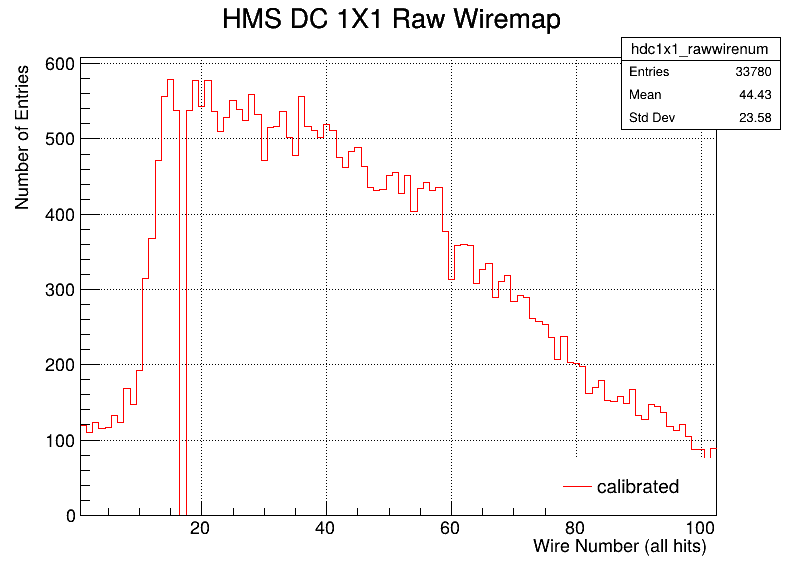 HMS DC 1X1 Raw Wiremap
hdc1x1_rawwirenum
Entries 33780
Mean 44.43
Std Dev 23.58
Number of Entries
600
500
400
300
200
100
0
20 40 60 80 100
Wire Number (all hits)
calibrated